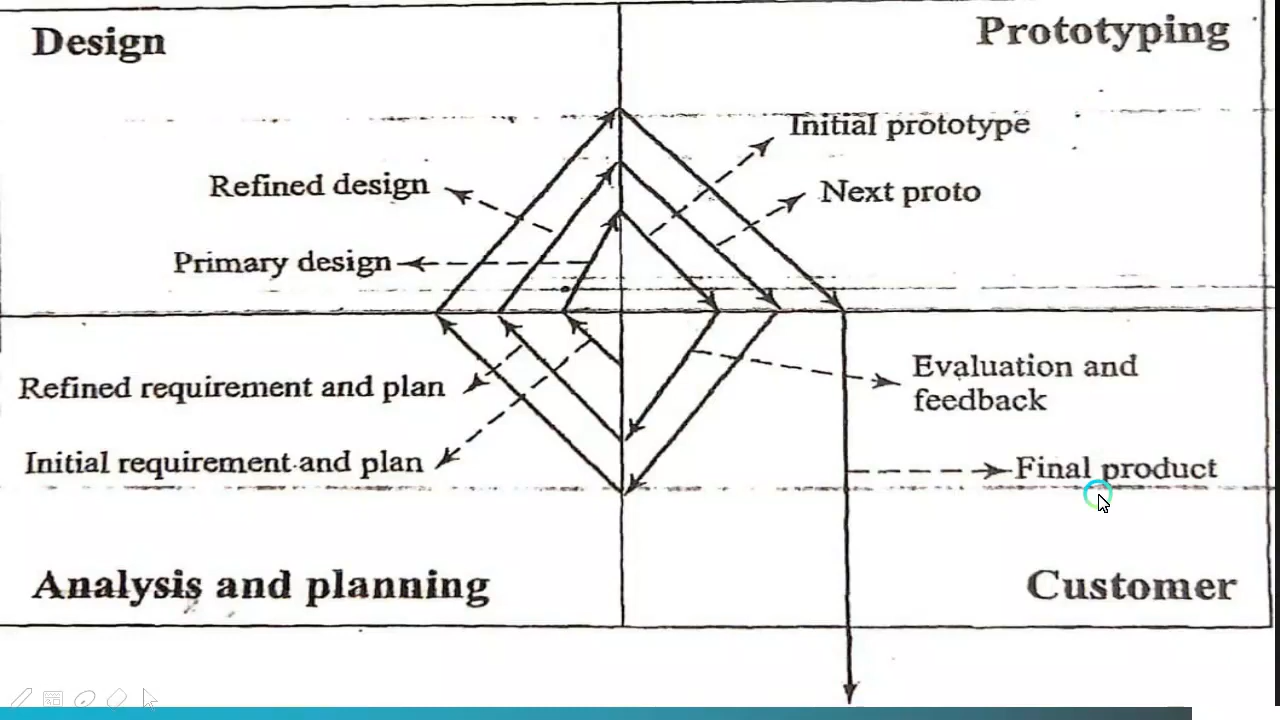 Design
Prototyping
Initial prototype
Refined design
Next proto
Primary design
Evaluation and
feedback
Refined requirement and plan
Initial requirement and plan
Final product
Analysis and planning
Customer